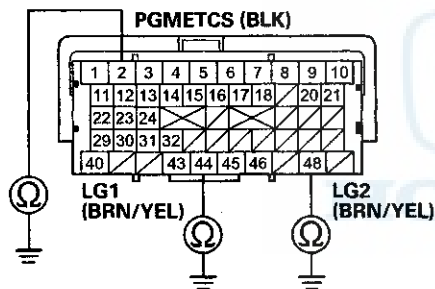 PGMETCS (BLK)
1 2 3 4 5 6 7 8 9 10
11 12 13 14 15 16 17 18 20 21
22 23 24
29 30 31 32
40 43 44 45 46 48
LG1
(BRN/YEL)
LG2
(BRN/YEL)
Ω
Ω
Ω